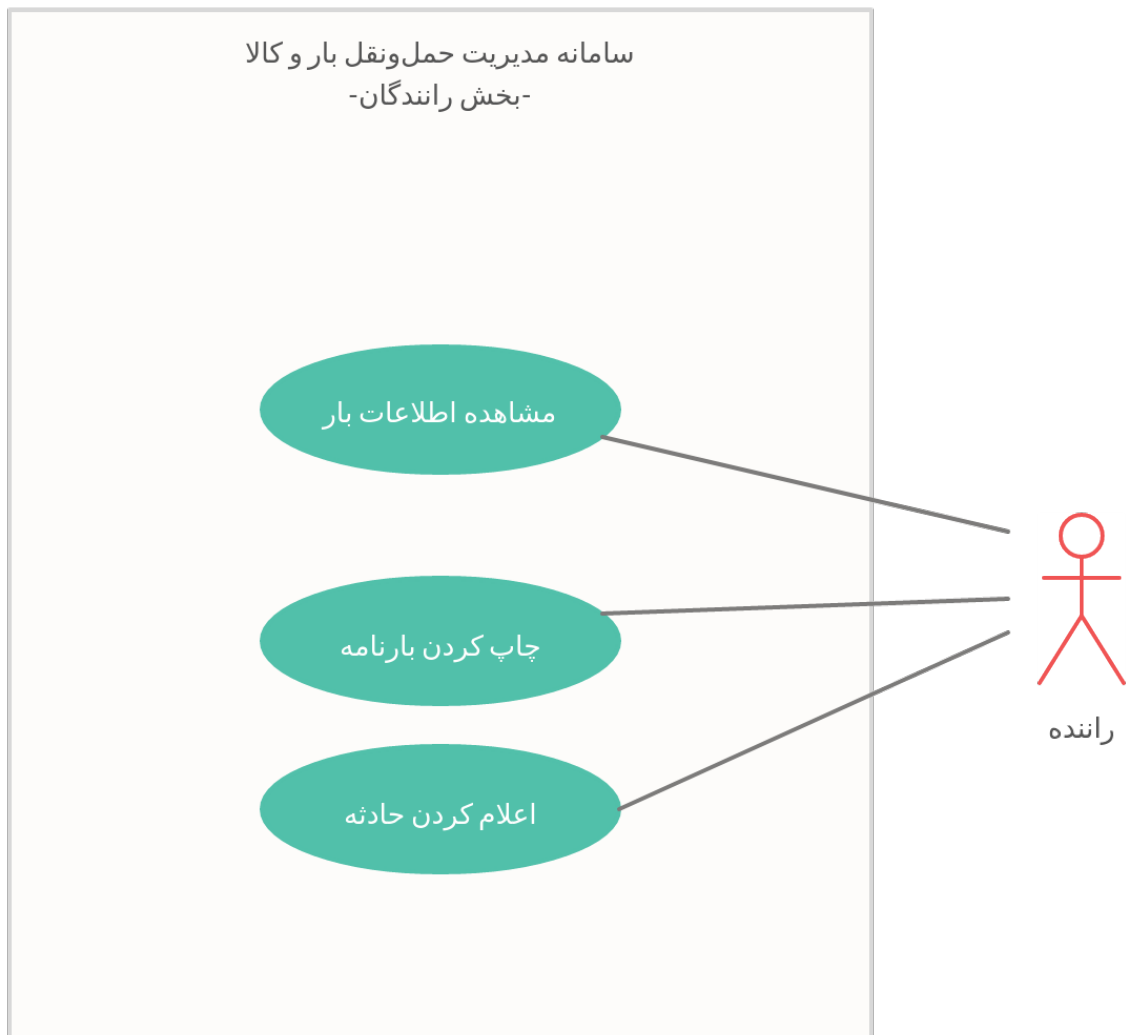 سامانه مدیریت حمل‌ونقل بار و کالا
-بخش رانندگان-
مشاهده اطلاعات بار
چاپ کردن بارنامه
اعلام کردن حادثه
راننده